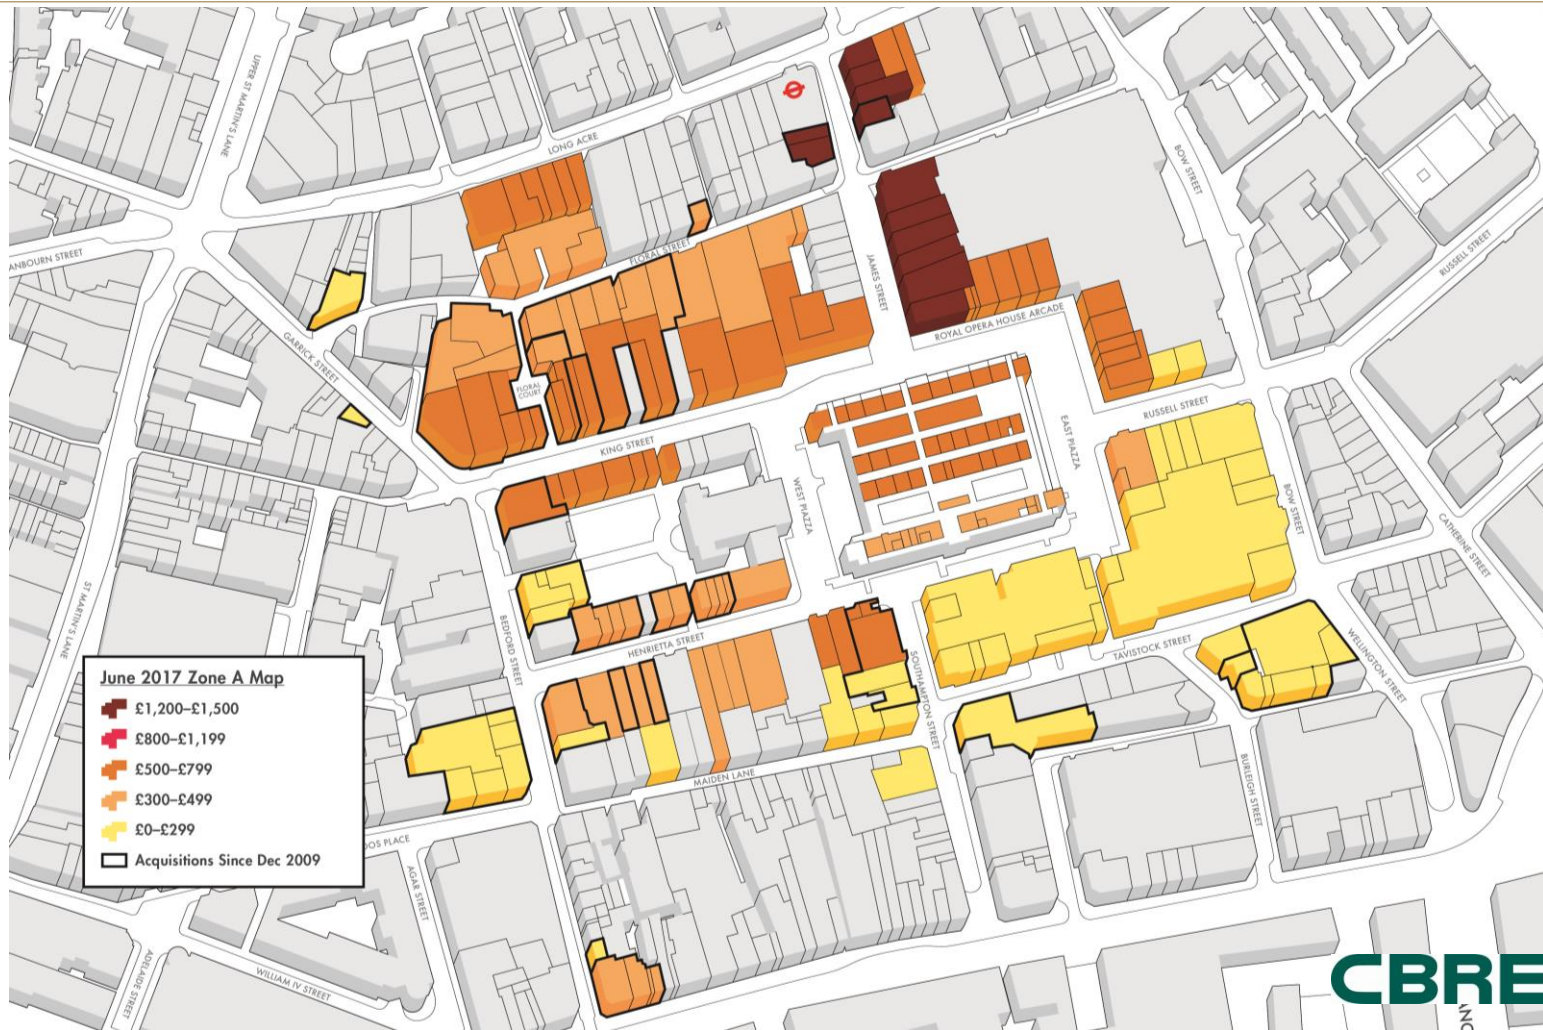 UPPER ST MARTIN'S LANE
LONG ACRE
BOW STREET
ANBOURN STREET
FLORAL STREET
JAMES STREET
RUSSELL STREET
GARRICK STREET
ROYAL OPERA HOUSE ARCADE
FLORAL
COURT
RUSSELL STREET
KING STREET
EAST PIAZZA
WEST PIAZZA
BOW STREET
CATHERINE STREET
ST MARTIN'S LANE
BEDFORD STREET
HENRIETTA STREET
SOUTHAMPTON STREET
TAVISTOCK STREET
WELLINGTON STREET
June 2017 Zone A Map
£1,200–£1,500
£800–£1,199
£500–£799
£300–£499
£0–£299
Acquisitions Since Dec 2009
MAIDEN LANE
BURLEIGH STREET
DOS PLACE
AGAR STREET
ADELAIDE STREET
WILLIAM IV STREET
CBRE